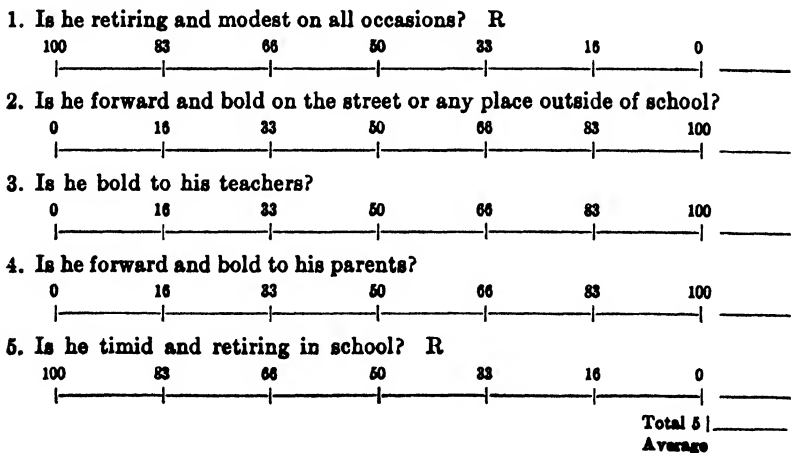 1. Is he retiring and modest on all occasions? R
100 83 66 50 33 16 0
2. Is he forward and bold on the street or any place outside of school?
0 16 33 50 66 83 100
3. Is he bold to his teachers?
0 16 33 50 66 83 100
4. Is he forward and bold to his parents?
0 16 33 50 66 83 100
5. Is he timid and retiring in school? R
100 83 66 50 33 16 0
Total 5 |
Average